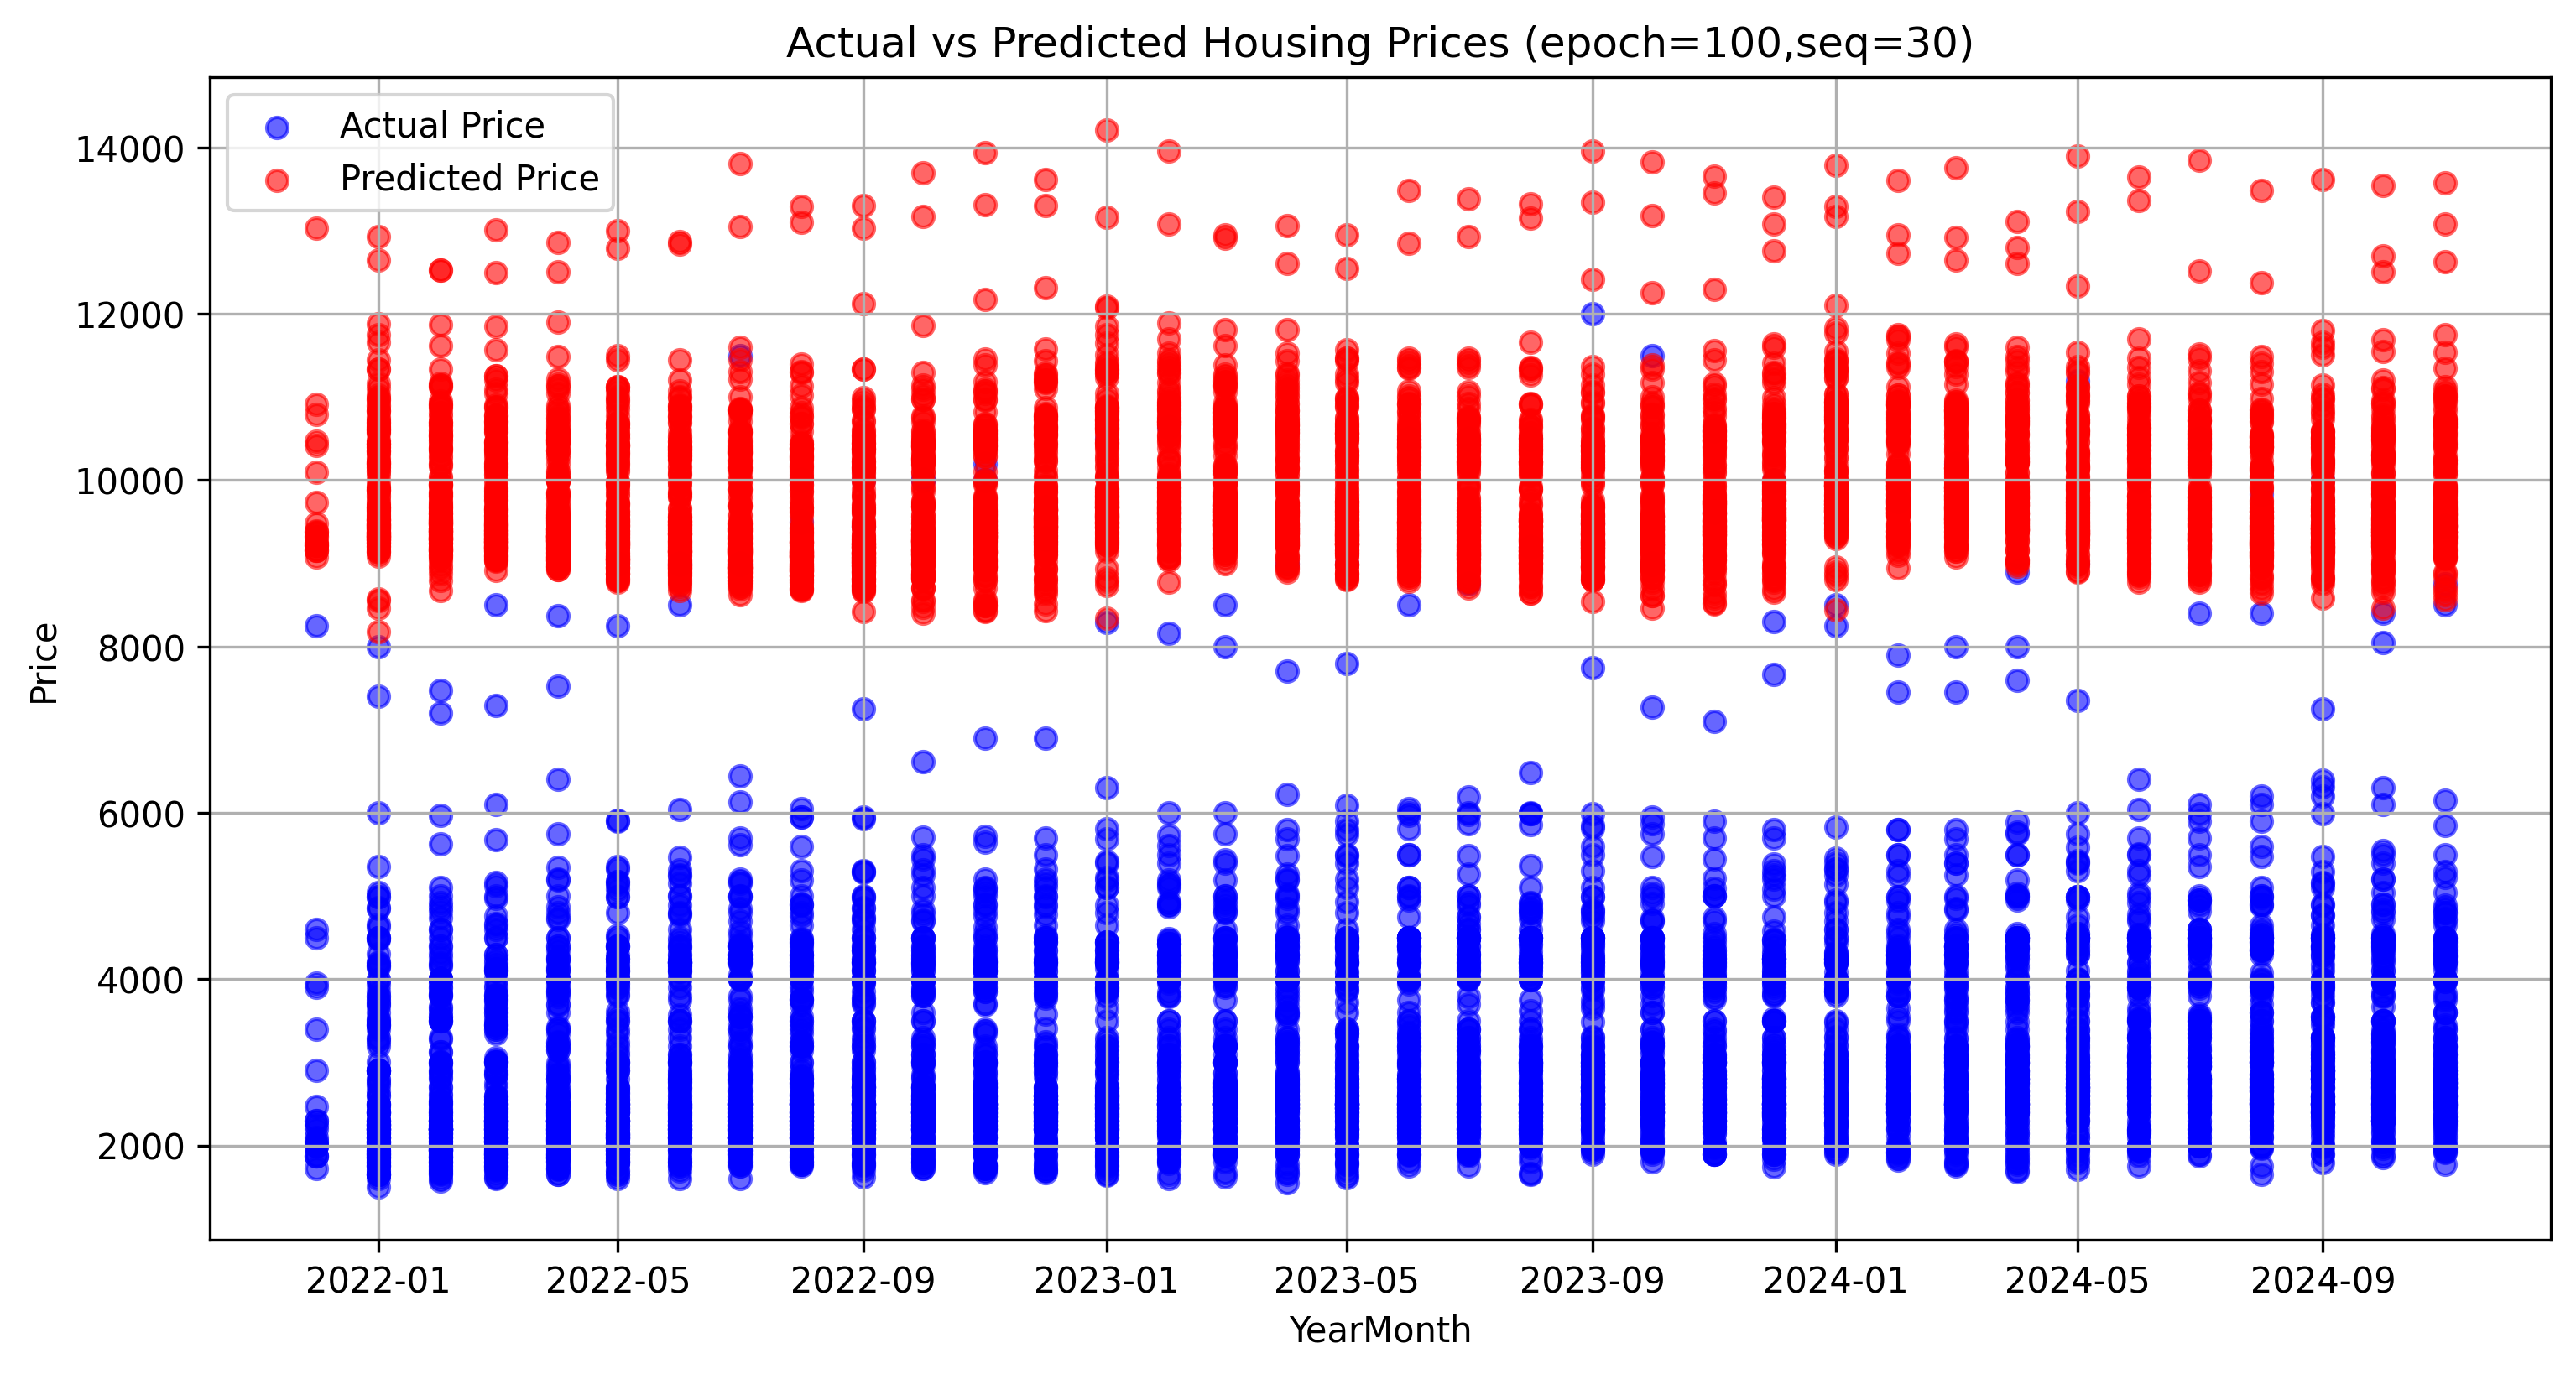 Actual vs Predicted Housing Prices (epoch=100,seq=30)
Actual Price
Predicted Price
14000
12000
10000
8000
6000
4000
2000
Price
2022-01 2022-05 2022-09 2023-01 2023-05 2023-09 2024-01 2024-05 2024-09
YearMonth